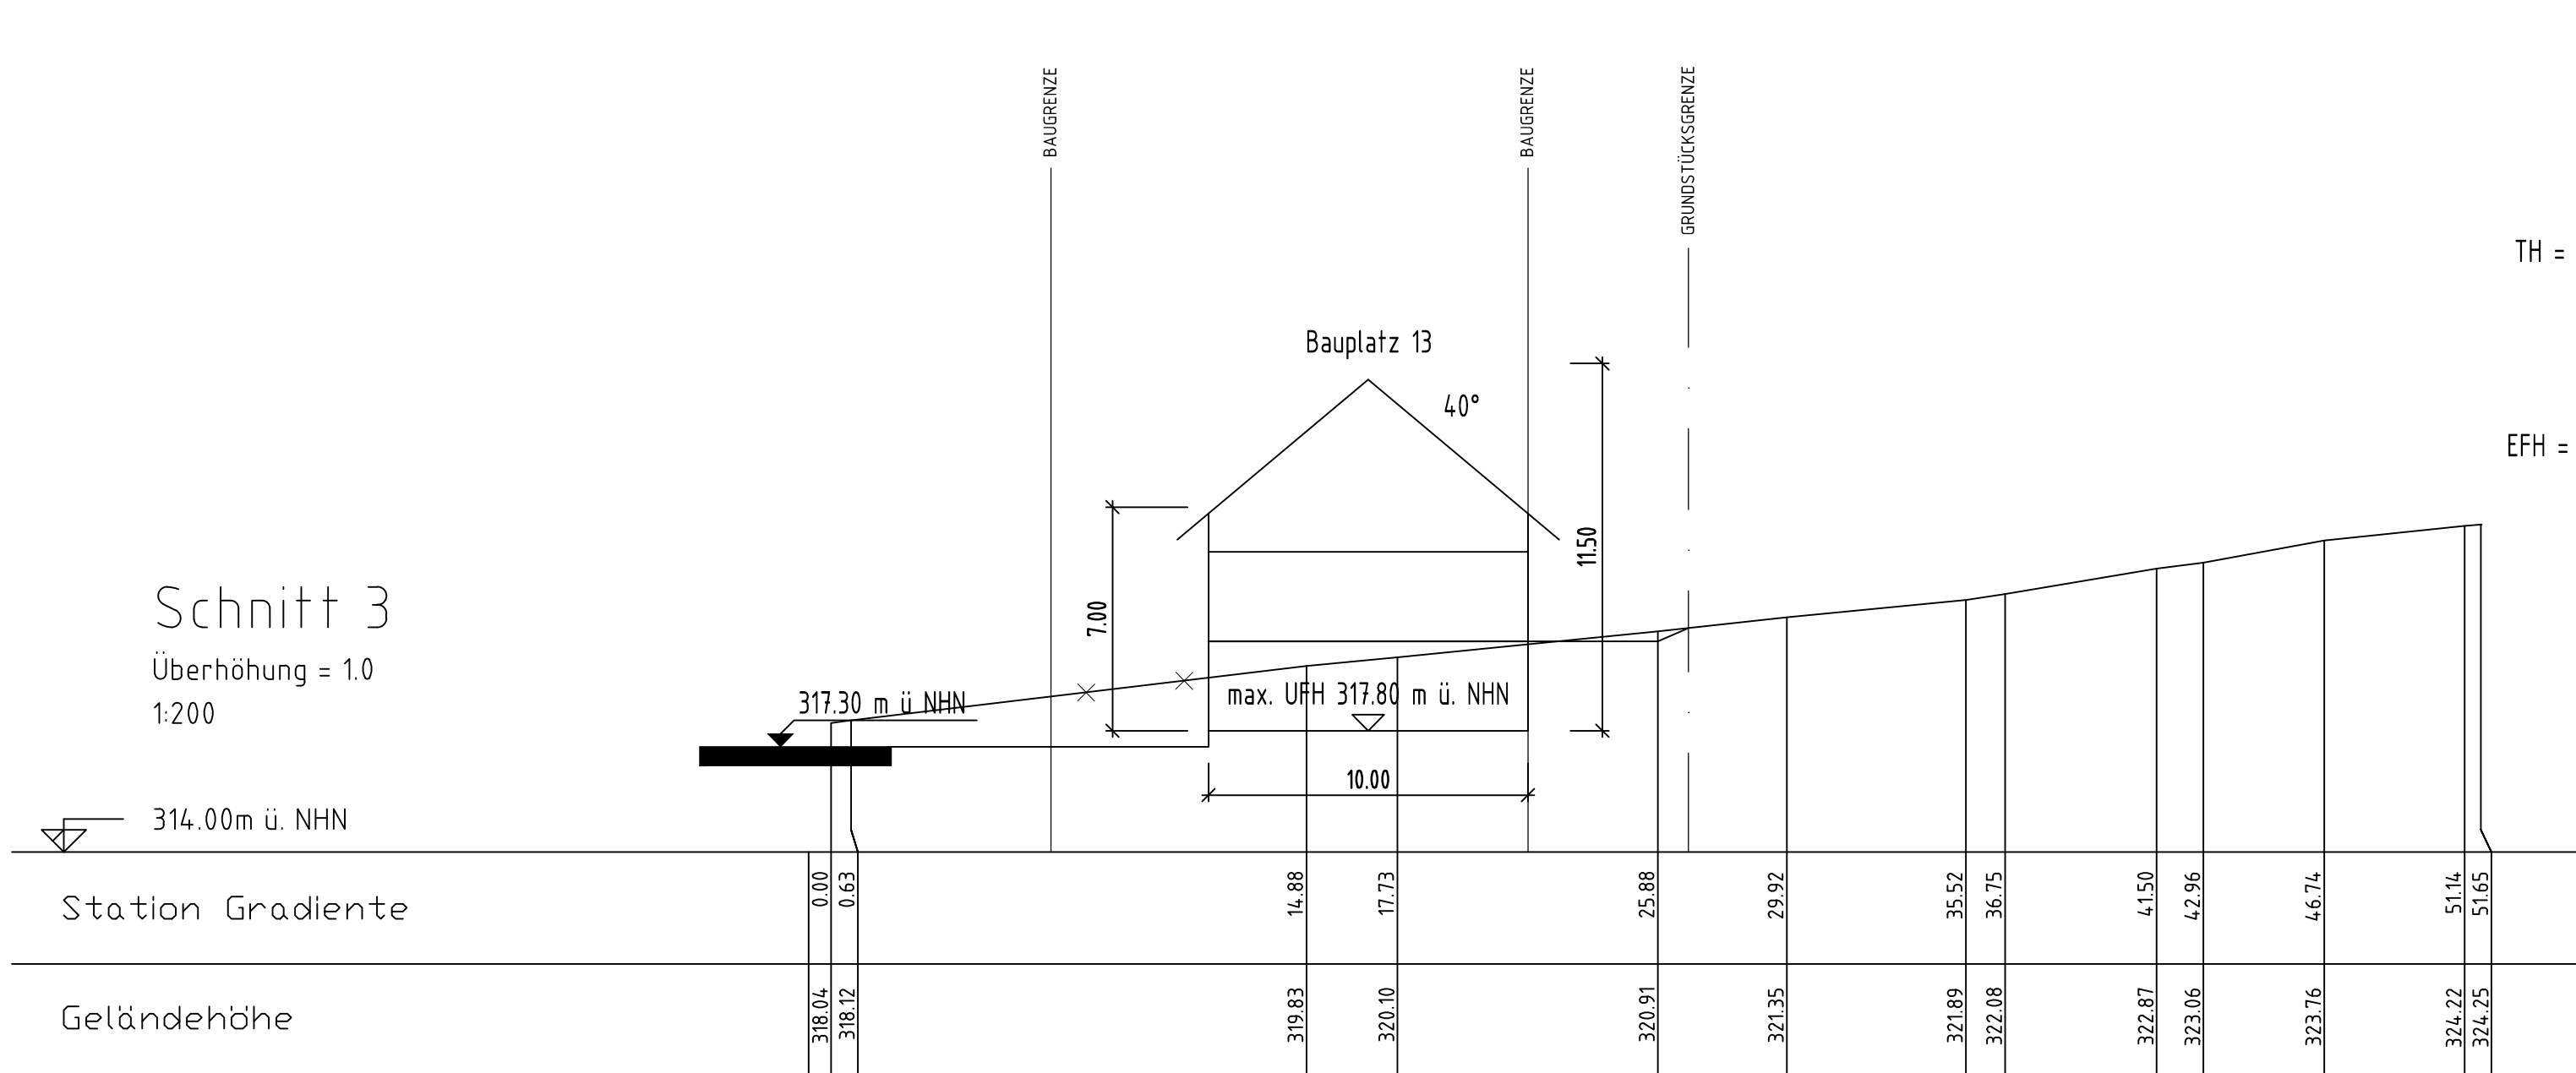 BAUGRENZE
BAUGRENZE
GRUNDSTÜCKSGRENZE
TH =
Bauplatz 13
40°
EFH =
11.50
7.00
Schnitt 3
Überhöhung = 1.0
1:200
317.30 m ü NHN
max. UFH 317.80 m ü. NHN
10.00
314.00m ü. NHN
Station Gradiente 0.00 0.63 14.88 17.73 25.88 29.92 35.52 36.75 41.50 42.96 46.74 51.14 51.65
Geländehöhe 318.04 318.12 319.83 320.10 320.91 321.35 321.89 322.08 322.87 323.06 323.76 324.22 324.25